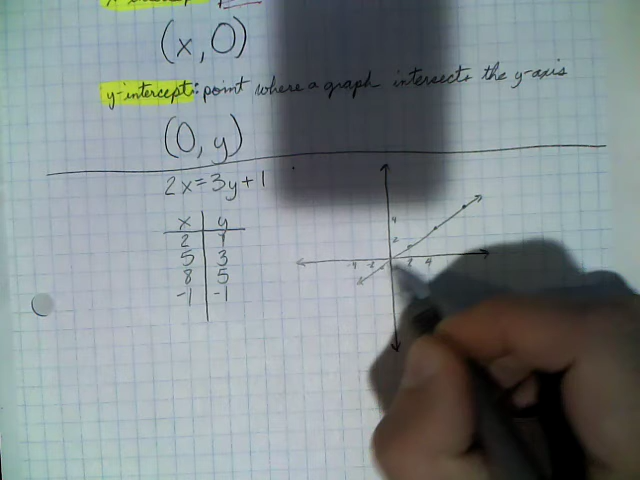 (x,0)
y-intercept: point where a graph intersects the y-axis
(0, y)
2x=3y+1
x y
2 1
5 3
8 5
-1 -1
4
2
-4 -2 2 4